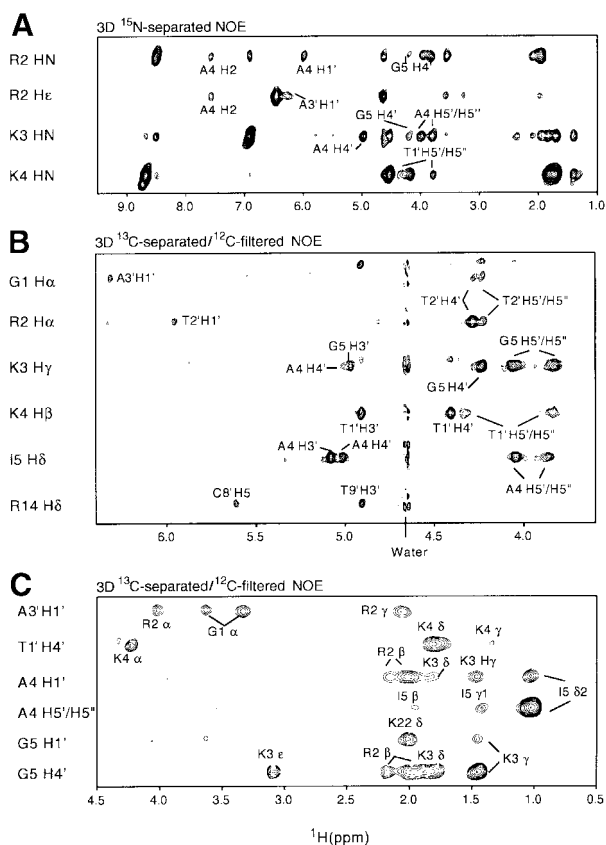 A
3D ¹⁵N-separated NOE
R2 HN
A4 H2
A4 H1'
G5 H4'
R2 Hε
A4 H2
A3'H1'
G5 H4'
A4 H5'/H5''
K3 HN
A4 H4'
T1'H5'/H5''
K4 HN
9.0 8.0 7.0 6.0 5.0 4.0 3.0 2.0 1.0
B
3D ¹³C-separated/¹²C-filtered NOE
G1 Hα
A3'H1'
T2'H4'
T2'H5'/H5''
R2 Hα
T2'H1'
G5 H3'
G5 H5'/H5''
K3 Hγ
A4 H4'
G5 H4'
K4 Hβ
T1'H3'
T1'H4'
T1'H5'/H5''
A4 H3'
A4 H4'
I5 Hδ
A4 H5'/H5''
C8'H5
T9'H3'
R14 Hδ
6.0 5.0 4.0
Water
C
3D ¹³C-separated/¹²C-filtered NOE
A3'H1'
R2 α
G1 α
R2 γ
T1'H4'
K4 α
K4 δ
K4 γ
R2 β
K3 δ
K3 Hγ
A4 H1'
I5 δ2
I5 β
I5 γ1
A4 H5'/H5''
K22 δ
G5 H1'
K3 ε
R2 β
K3 δ
K3 γ
G5 H4'
4.5 4.0 3.5 3.0 2.5 2.0 1.5 1.0 0.5
¹H(ppm)